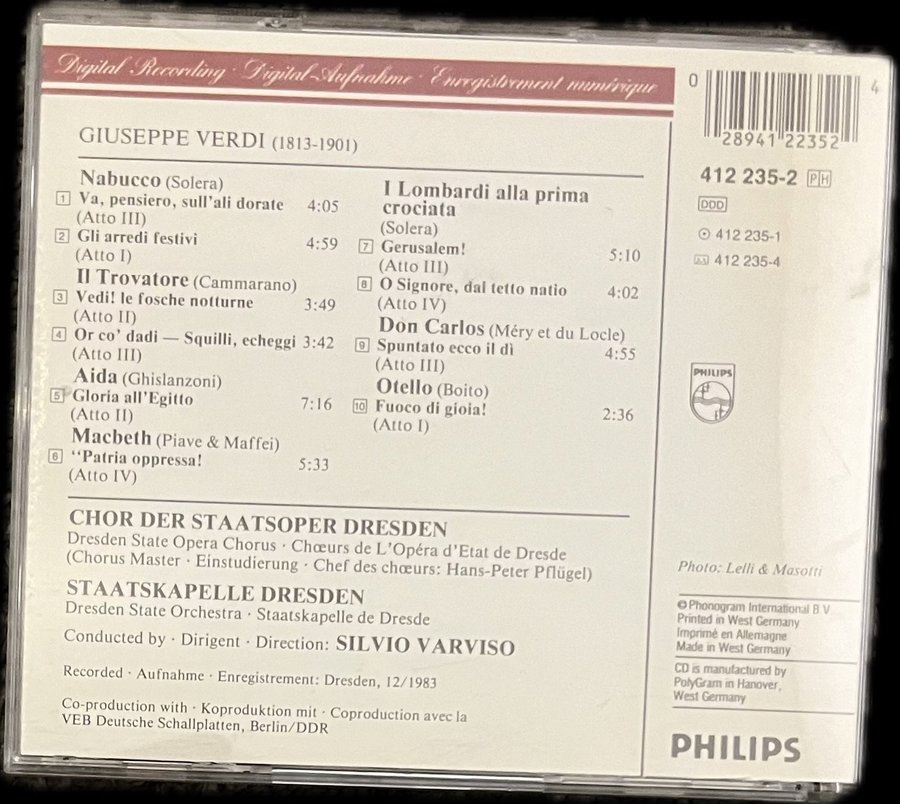 Digital Recording · Digital-Aufnahme · Enregistrement numérique
GIUSEPPE VERDI (1813-1901)
Nabucco (Solera)
1 Va, pensiero, sull'ali dorate 4:05
(Atto III)
2 Gli arredi festivi 4:59
(Atto I)
Il Trovatore (Cammarano)
3 Vedi! le fosche notturne 3:49
(Atto II)
4 Or co' dadi — Squilli, echeggi 3:42
(Atto III)
Aida (Ghislanzoni)
5 Gloria all'Egitto 7:16
(Atto II)
Macbeth (Piave & Maffei)
6 “Patria oppressa! 5:33
(Atto IV)
I Lombardi alla prima
crociata
(Solera)
7 Gerusalem! 5:10
(Atto III)
8 O Signore, dal tetto natio 4:02
(Atto IV)
Don Carlos (Méry et du Locle)
9 Spuntato ecco il dì 4:55
(Atto III)
Otello (Boito)
10 Fuoco di gioia! 2:36
(Atto I)
CHOR DER STAATSOPER DRESDEN
Dresden State Opera Chorus · Chœurs de L'Opéra d'Etat de Dresde
(Chorus Master · Einstudierung · Chef des chœurs: Hans-Peter Pflügel)
STAATSKAPELLE DRESDEN
Dresden State Orchestra · Staatskapelle de Dresde
Conducted by · Dirigent · Direction: SILVIO VARVISO
Recorded · Aufnahme · Enregistrement: Dresden, 12/1983
Co-production with · Koproduktion mit · Coproduction avec la
VEB Deutsche Schallplatten, Berlin/DDR
0 28941 22352 4
412 235-2 PH
DDD
412 235-1
412 235-4
PHILIPS
Photo: Lelli & Masotti
© Phonogram International B V
Printed in West Germany
Imprimé en Allemagne
Made in West Germany
CD is manufactured by
PolyGram in Hanover,
West Germany
PHILIPS